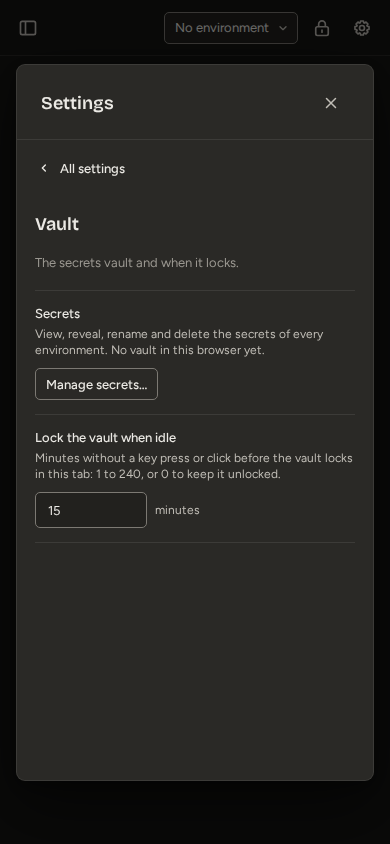 No environment
Settings
All settings
Vault
The secrets vault and when it locks.
Secrets
View, reveal, rename and delete the secrets of every
environment. No vault in this browser yet.
Manage secrets...
Lock the vault when idle
Minutes without a key press or click before the vault locks
in this tab: 1 to 240, or 0 to keep it unlocked.
15 minutes